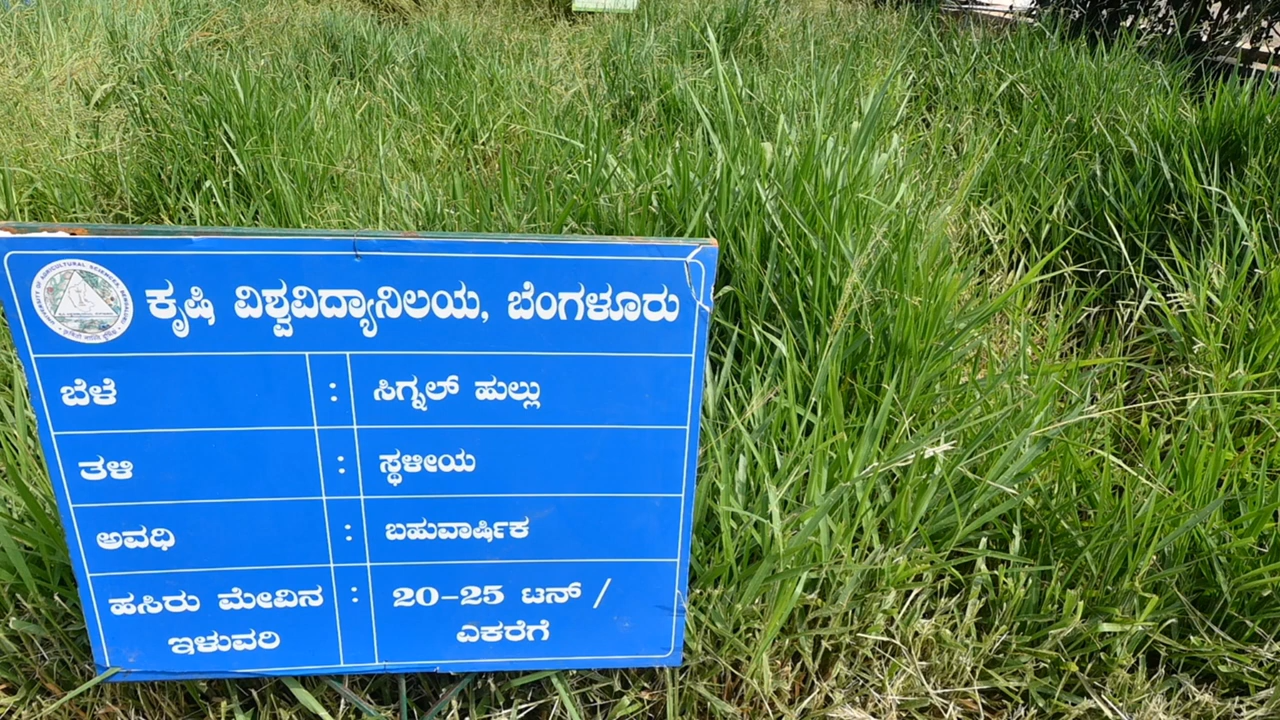 ಕೃಷಿ ವಿಶ್ವವಿದ್ಯಾನಿಲಯ, ಬೆಂಗಳೂರು
ಬೆಳೆ : ಸಿಗ್ನಲ್ ಹುಲ್ಲು
ತಳಿ : ಸ್ಥಳೀಯ
ಅವಧಿ : ಬಹುವಾರ್ಷಿಕ
ಹಸಿರು ಮೇವಿನ : 20-25 ಟನ್ /
ಇಳುವರಿ ಎಕರೆಗೆ